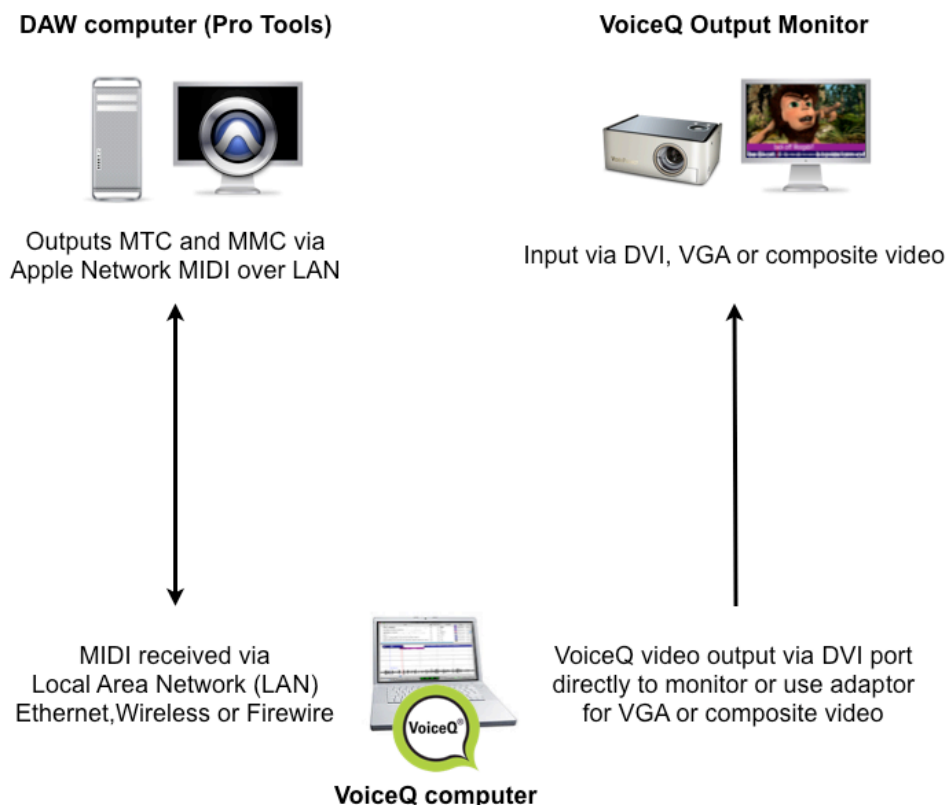 DAW computer (Pro Tools)
VoiceQ Output Monitor
Outputs MTC and MMC via
Apple Network MIDI over LAN
Input via DVI, VGA or composite video
MIDI received via
Local Area Network (LAN)
Ethernet,Wireless or Firewire
VoiceQ®
VoiceQ video output via DVI port
directly to monitor or use adaptor
for VGA or composite video
VoiceQ computer